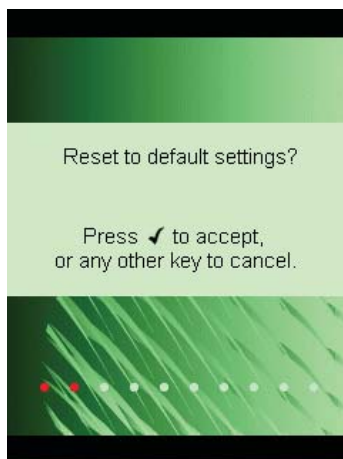 Reset to default settings?
Press ✓ to accept,
or any other key to cancel.